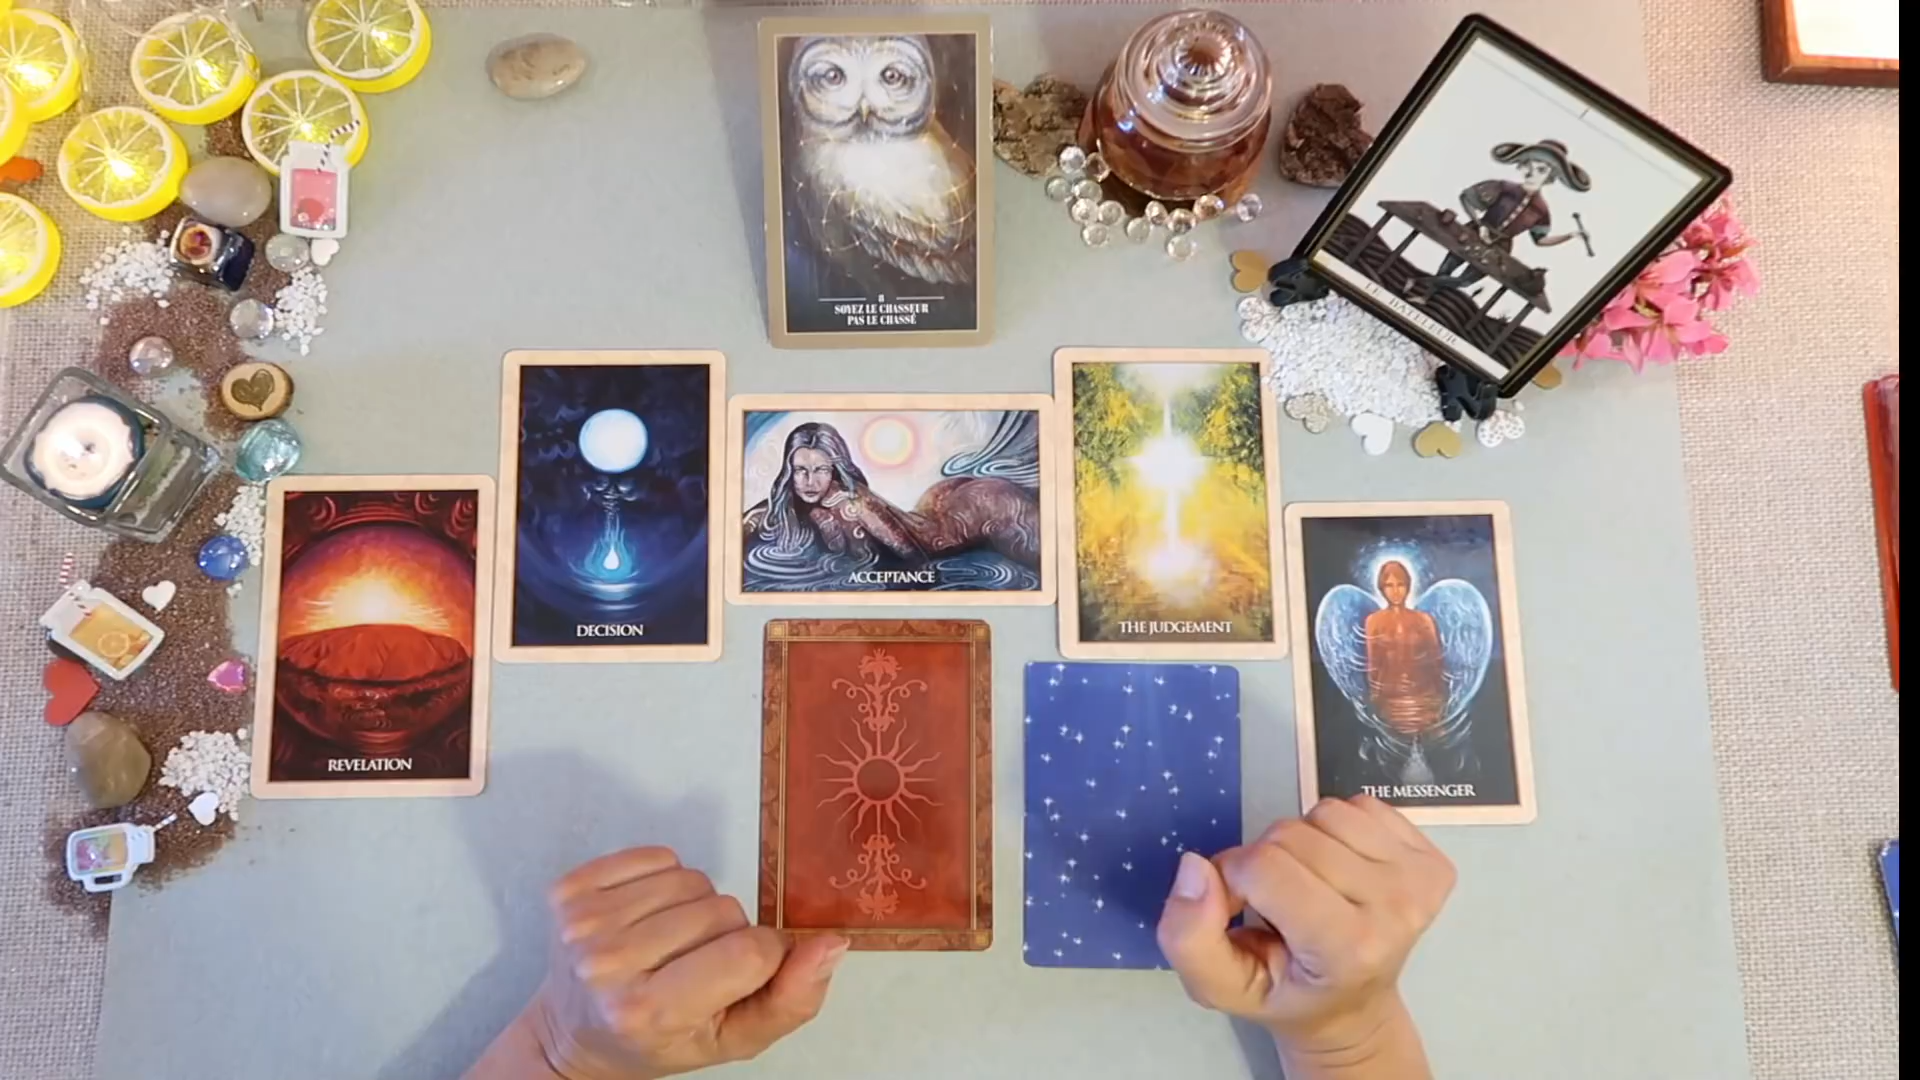 I
LE BATELEUR
8
SOYEZ LE CHASSEUR
PAS LE CHASSÉ
REVELATION
DECISION
ACCEPTANCE
THE JUDGEMENT
THE MESSENGER